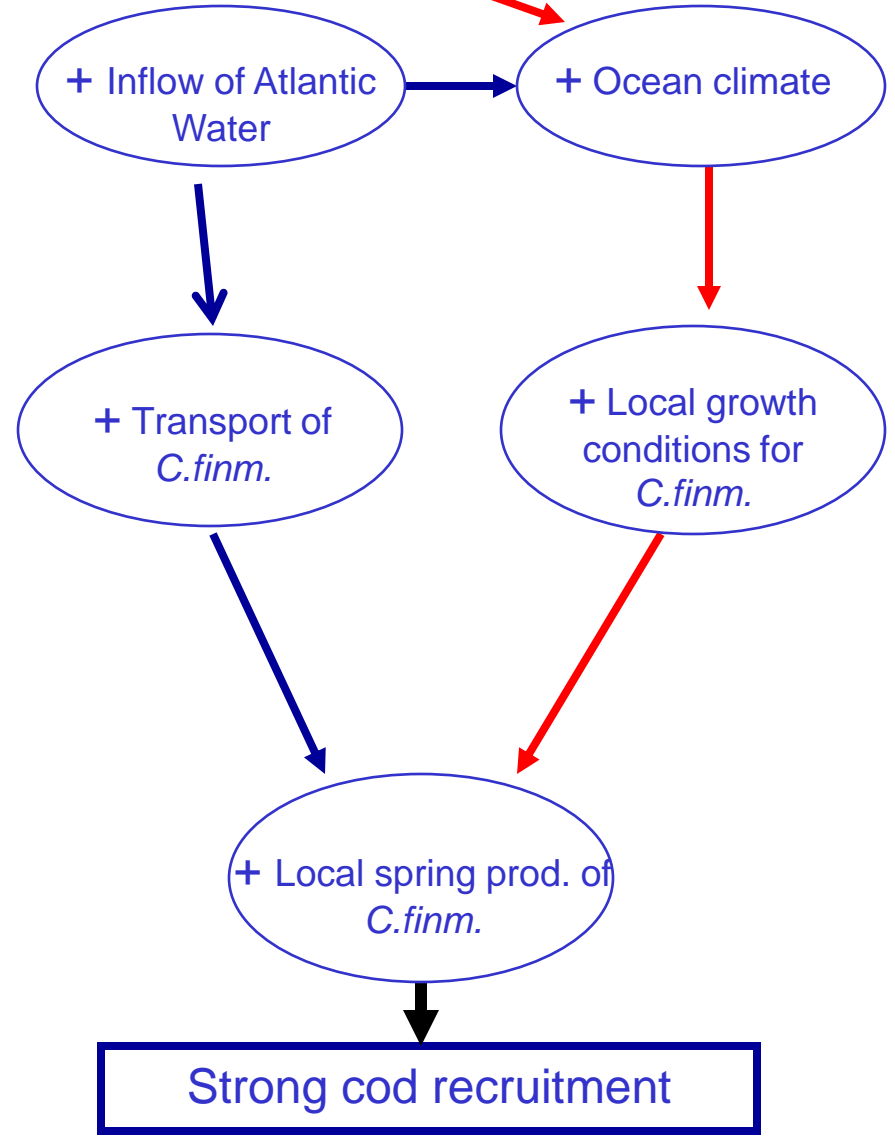 + Inflow of Atlantic
Water
+ Ocean climate
+ Transport of
C.finm.
+ Local growth
conditions for
C.finm.
+ Local spring prod. of
C.finm.
Strong cod recruitment